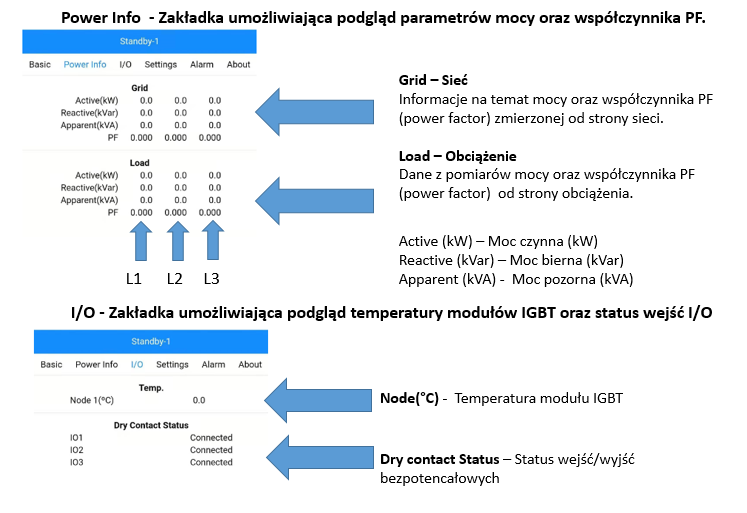 Power Info  - Zakładka umożliwiająca podgląd parametrów mocy oraz współczynnika PF.
Standby-1
Basic Power Info I/O Settings Alarm About
Grid
Active(kW) 0.0 0.0 0.0
Reactive(kVar) 0.0 0.0 0.0
Apparent(kVA) 0.0 0.0 0.0
PF 0.000 0.000 0.000
Load
Active(kW) 0.0 0.0 0.0
Reactive(kVar) 0.0 0.0 0.0
Apparent(kVA) 0.0 0.0 0.0
PF 0.000 0.000 0.000
L1 L2 L3
Grid – Sieć
Informacje na temat mocy oraz współczynnika PF
(power factor) zmierzonej od strony sieci.
Load – Obciążenie
Dane z pomiarów mocy oraz współczynnika PF
(power factor)  od strony obciążenia.
Active (kW) – Moc czynna (kW)
Reactive (kVar) – Moc bierna (kVar)
Apparent (kVA) -  Moc pozorna (kVA)
I/O - Zakładka umożliwiająca podgląd temperatury modułów IGBT oraz status wejść I/O
Standby-1
Basic Power Info I/O Settings Alarm About
Temp.
Node 1(ºC) 0.0
Dry Contact Status
IO1 Connected
IO2 Connected
IO3 Connected
Node(°C) -  Temperatura modułu IGBT
Dry contact Status – Status wejść/wyjść
bezpotencałowych